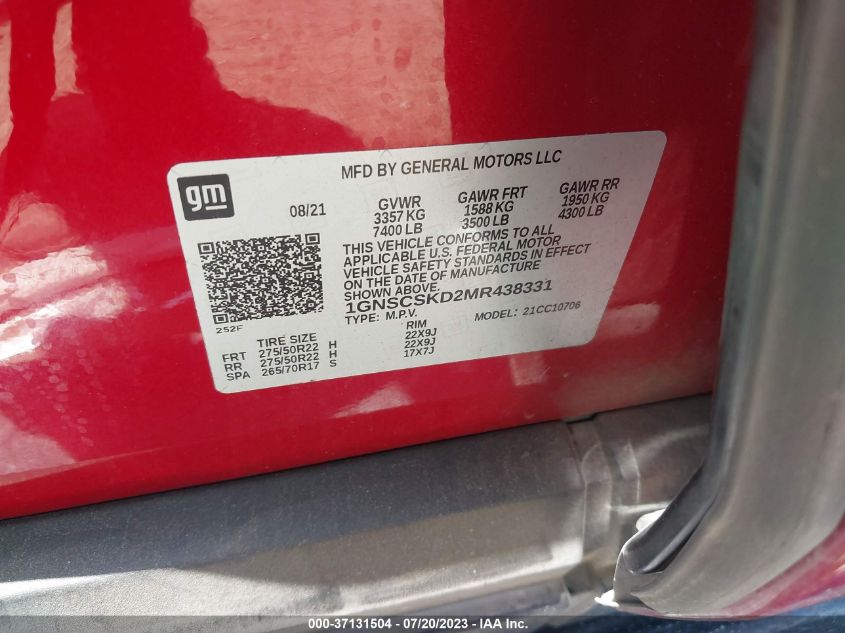 MFD BY GENERAL MOTORS LLC
gm
08/21
GVWR
3357 KG
7400 LB
GAWR FRT
1588 KG
3500 LB
GAWR RR
1950 KG
4300 LB
THIS VEHICLE CONFORMS TO ALL
APPLICABLE U.S. FEDERAL MOTOR
VEHICLE SAFETY STANDARDS IN EFFECT
ON THE DATE OF MANUFACTURE
SHOWN ABOVE.
1GNSCSKD2MR438331
TYPE: M.P.V. MODEL: 21CC10706
252F
TIRE SIZE RIM
FRT 275/50R22 H 22X9J
RR 275/50R22 H 22X9J
SPA 265/70R17 S 17X7J
000-37131504 - 07/20/2023 - IAA Inc.